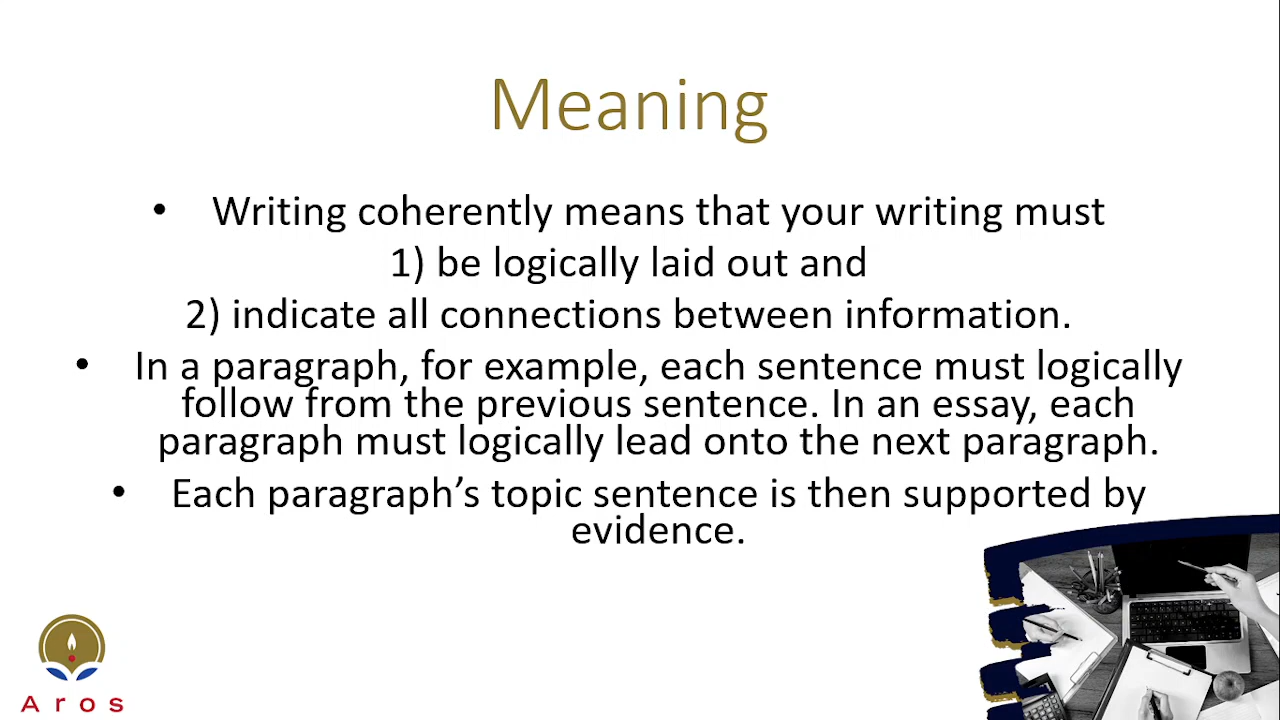 Meaning
• Writing coherently means that your writing must
1) be logically laid out and
2) indicate all connections between information.
• In a paragraph, for example, each sentence must logically
follow from the previous sentence. In an essay, each
paragraph must logically lead onto the next paragraph.
• Each paragraph’s topic sentence is then supported by
evidence.
Aros